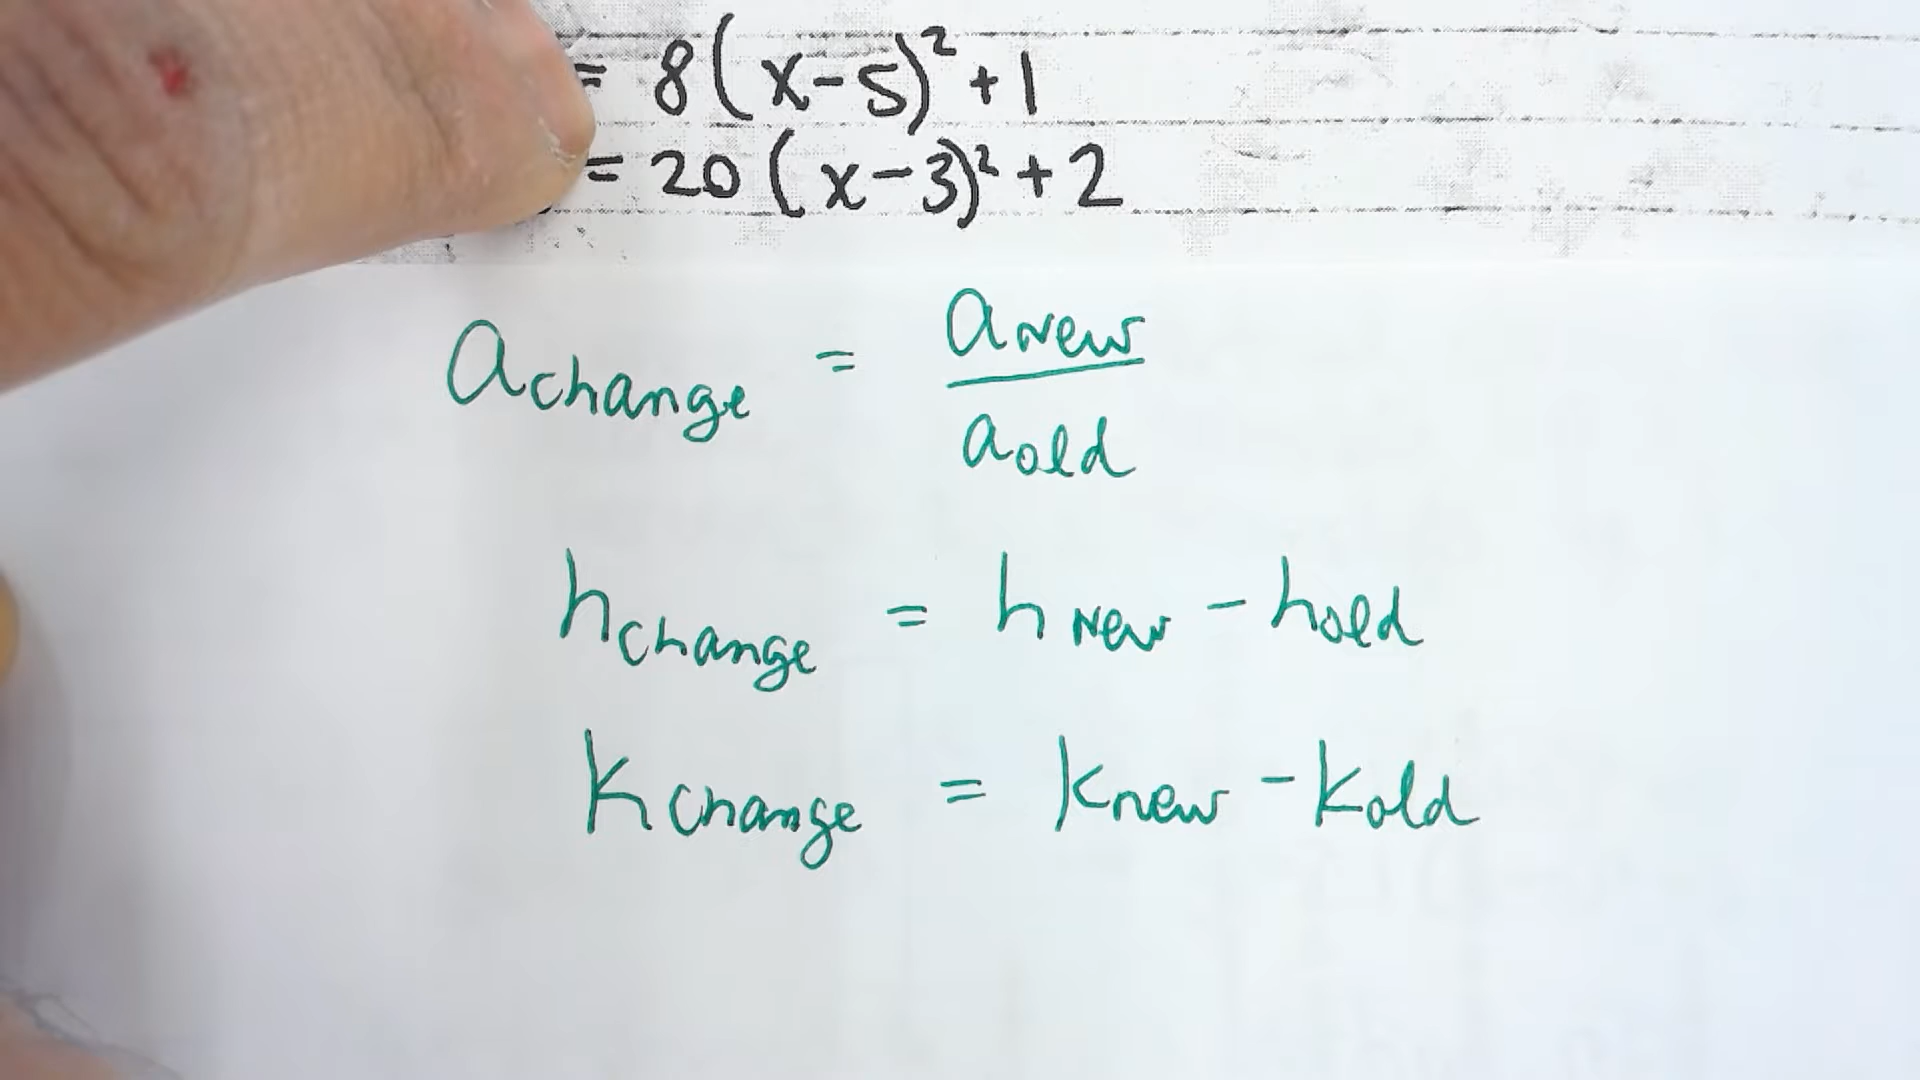 = 8(x-5)² + 1
= 20(x-3)² + 2
achange = anew
aold
hchange = hnew - hold
Kchange = Knew - Kold